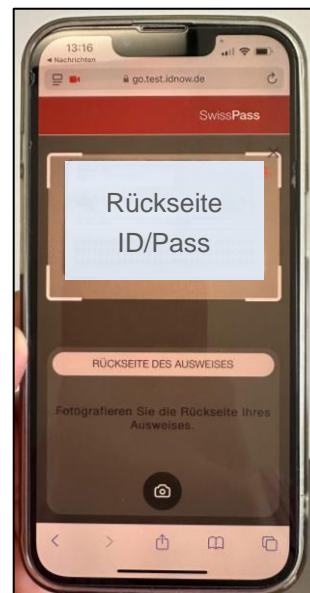 13:16
◀ Nachrichten
go.test.idnow.de
SwissPass
Rückseite
ID/Pass
RÜCKSEITE DES AUSWEISES
Fotografieren Sie die Rückseite Ihres
Ausweises.